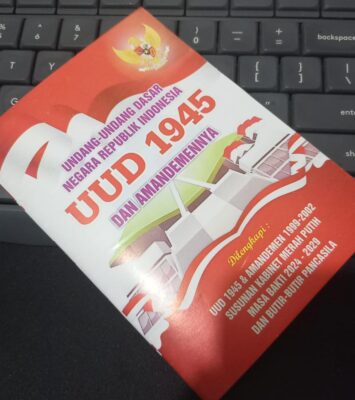 UNDANG-UNDANG DASAR
NEGARA REPUBLIK INDONESIA
UUD 1945
DAN AMANDEMENNYA
Dilengkapi :
UUD 1945 & AMANDEMEN 1999-2002
SUSUNAN KABINET MERAH PUTIH
MASA BAKTI 2024 - 2029
DAN BUTIR-BUTIR PANCASILA
backspace